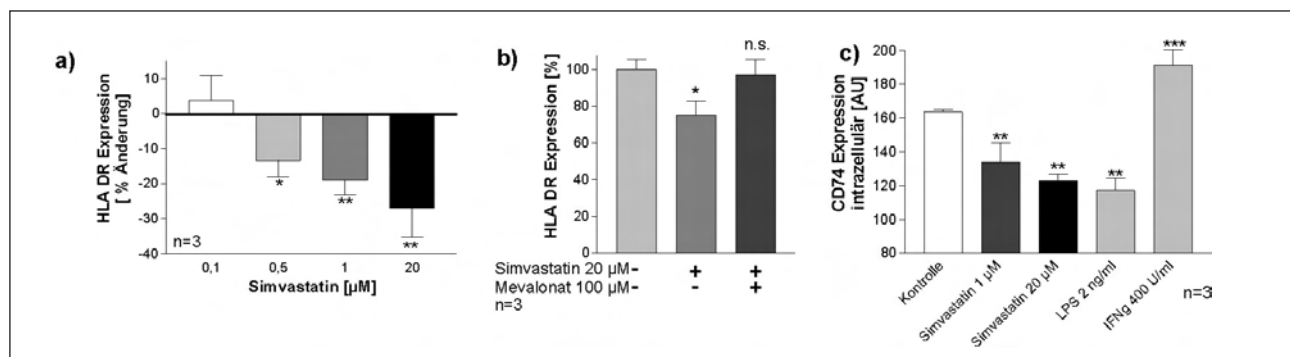 a)
HLA DR Expression
[ % Änderung]
10
0
-10
-20
-30
-40
*
**
**
n=3
0,1 0,5 1 20
Simvastatin [µM]
b)
HLA DR Expression [%]
100
80
60
40
20
0
*
n.s.
Simvastatin 20 µM - + +
Mevalonat 100 µM - - +
n=3
c)
CD74 Expression
intrazellulär [AU]
200
180
160
140
120
100
**
**
**
***
Kontrolle
Simvastatin 1 µM
Simvastatin 20 µM
LPS 2 ng/ml
IFNg 400 U/ml
n=3